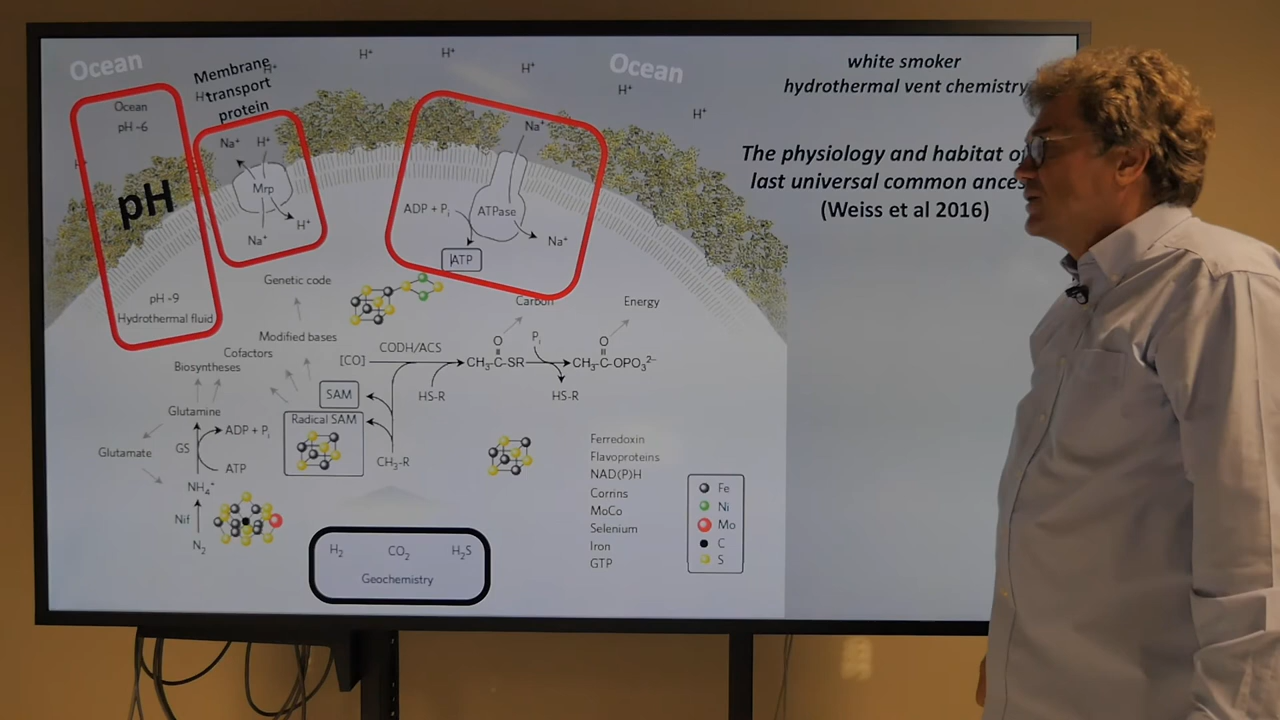 Ocean
Ocean
H⁺
H⁺
H⁺
H⁺
H⁺
H⁺
white smoker
hydrothermal vent chemistry
The physiology and habitat
last universal common
(Weiss et al 2016)
Membrane
transport
protein
Ocean
pH ~6
pH
pH ~9
Hydrothermal fluid
Na⁺
H⁺
Mrp
Na⁺
H⁺
Na⁺
ADP + Pᵢ
ATPase
Na⁺
ATP
Genetic code
Modified bases
Cofactors
Biosyntheses
Glutamine
Glutamate
GS
ADP + Pᵢ
ATP
NH₄⁺
Nif
N₂
Carbon
Energy
[CO]
CODH/ACS
O
CH₃-C-SR
Pᵢ
O
CH₃-C-OPO₃²⁻
HS-R
HS-R
SAM
Radical SAM
CH₃-R
Ferredoxin
Flavoproteins
NAD(P)H
Corrins
MoCo
Selenium
Iron
GTP
Fe
Ni
Mo
C
S
H₂ CO₂ H₂S
Geochemistry